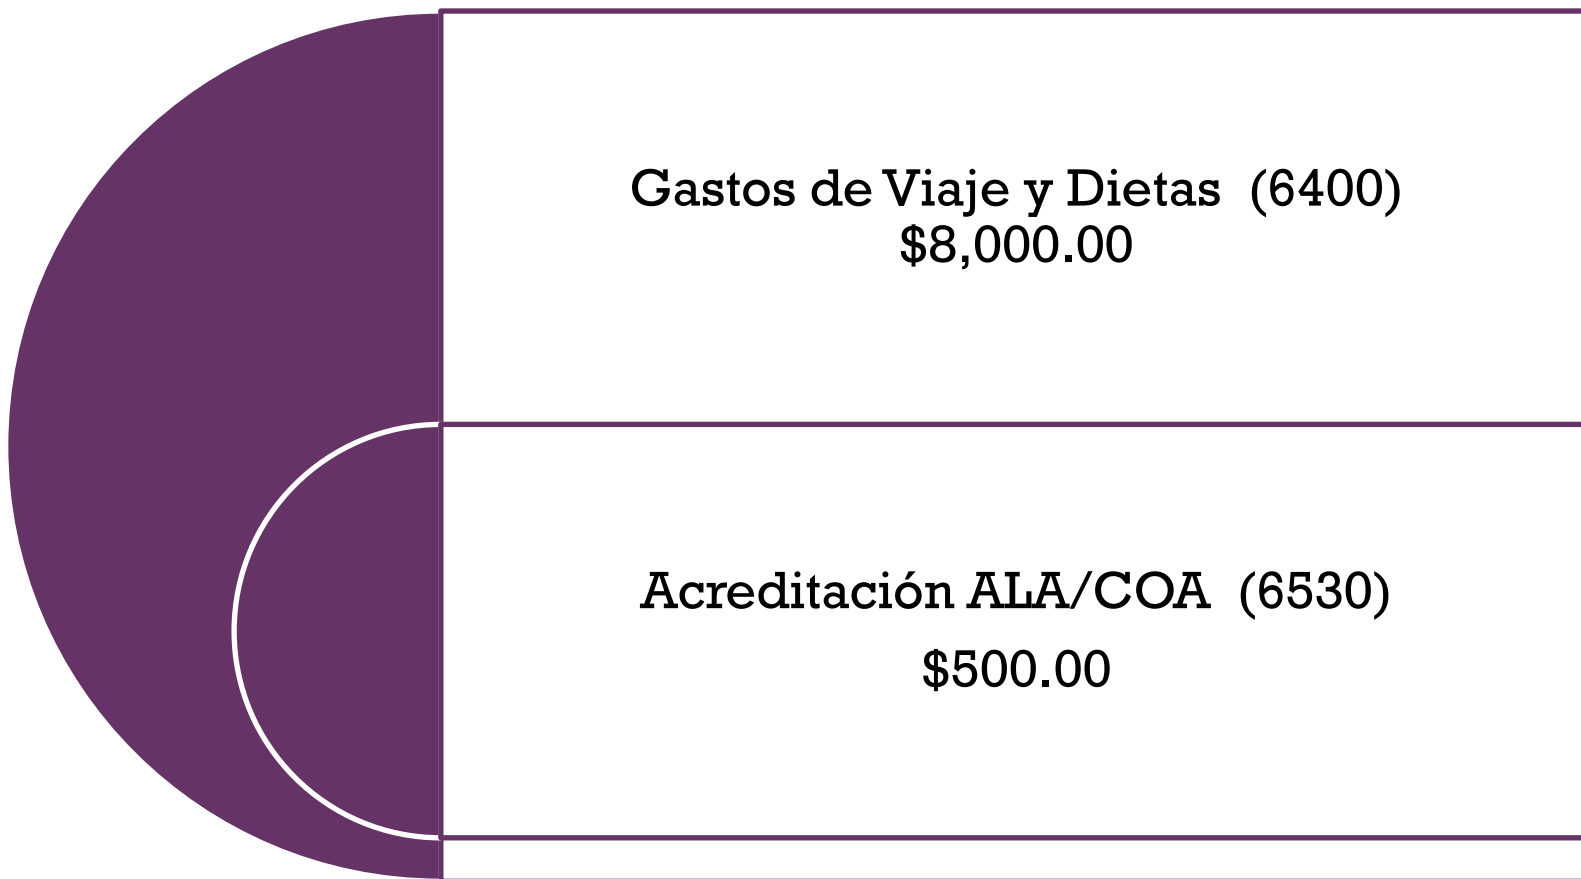 Gastos de Viaje y Dietas (6400)
$8,000.00
Acreditación ALA/COA (6530)
$500.00